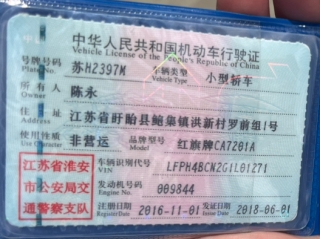 中华人民共和国机动车行驶证
Vehicle License of the People's Republic of China
号牌号码 苏H2397M 车辆类型 小型轿车
Plate No. Vehicle Type
所有人 陈永
Owner
住址 江苏省盱眙县鲍集镇洪新村罗前组1号
Address
使用性质 非营运 品牌型号 红旗牌CA7201A
Use Character Model
江苏省淮安 车辆识别代号 LFPH4BCN2G1L01271
VIN
市公安局交 发动机号码 009844
Engine No.
通警察支队 注册日期 2016-11-01 发证日期 2018-06-01
Register Date Issue Date